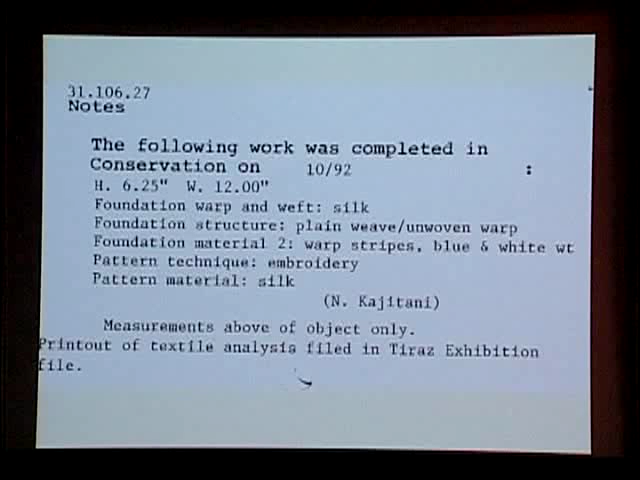 31.106.27
Notes
The following work was completed in
Conservation on 10/92 :
H. 6.25" W. 12.00"
Foundation warp and weft: silk
Foundation structure: plain weave/unwoven warp
Foundation material 2: warp stripes, blue & white wt
Pattern technique: embroidery
Pattern material: silk
(N. Kajitani)
Measurements above of object only.
Printout of textile analysis filed in Tiraz Exhibition
file.